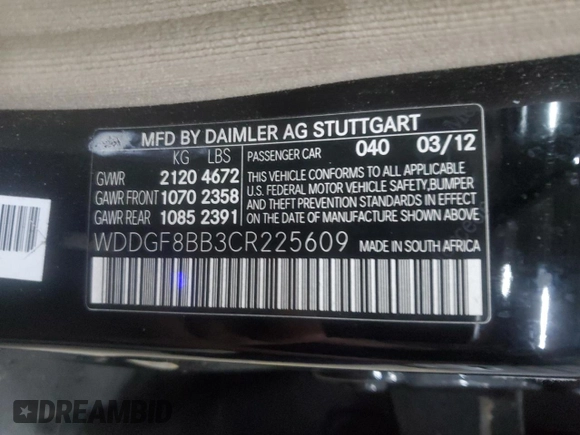 MFD BY DAIMLER AG STUTTGART
KG LBS PASSENGER CAR 040 03/12
GVWR 2120 4672 THIS VEHICLE CONFORMS TO ALL APPLICABLE
GAWR FRONT 1070 2358 U.S. FEDERAL MOTOR VEHICLE SAFETY,BUMPER
GAWR REAR 1085 2391 AND THEFT PREVENTION STANDARDS IN EFFECT
ON THE DATE OF MANUFACTURE SHOWN ABOVE.
WDDGF8BB3CR225609 MADE IN SOUTH AFRICA
DREAMBID